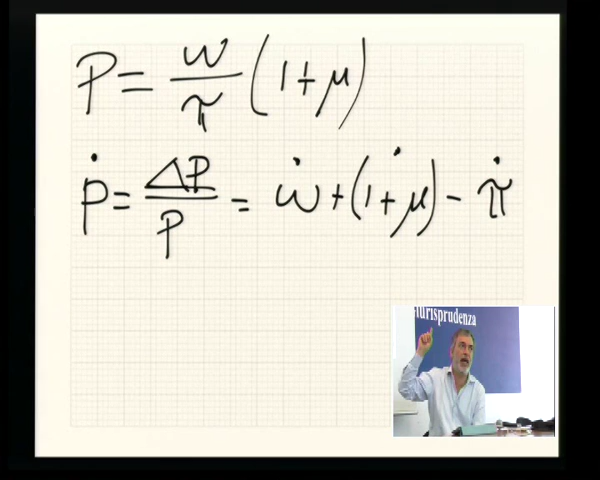 P = w/π (1+μ)
ṗ = ΔP/P = ẇ + (1+̇μ) - π̇
iurisprudenza